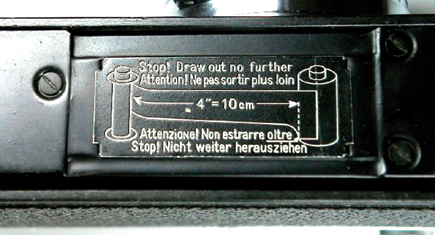 Stop! Draw out no further
Attention! Ne pas sortir plus loin
4"=10cm
Attenzione! Non estrarre oltre
Stop! Nicht weiter herausziehen